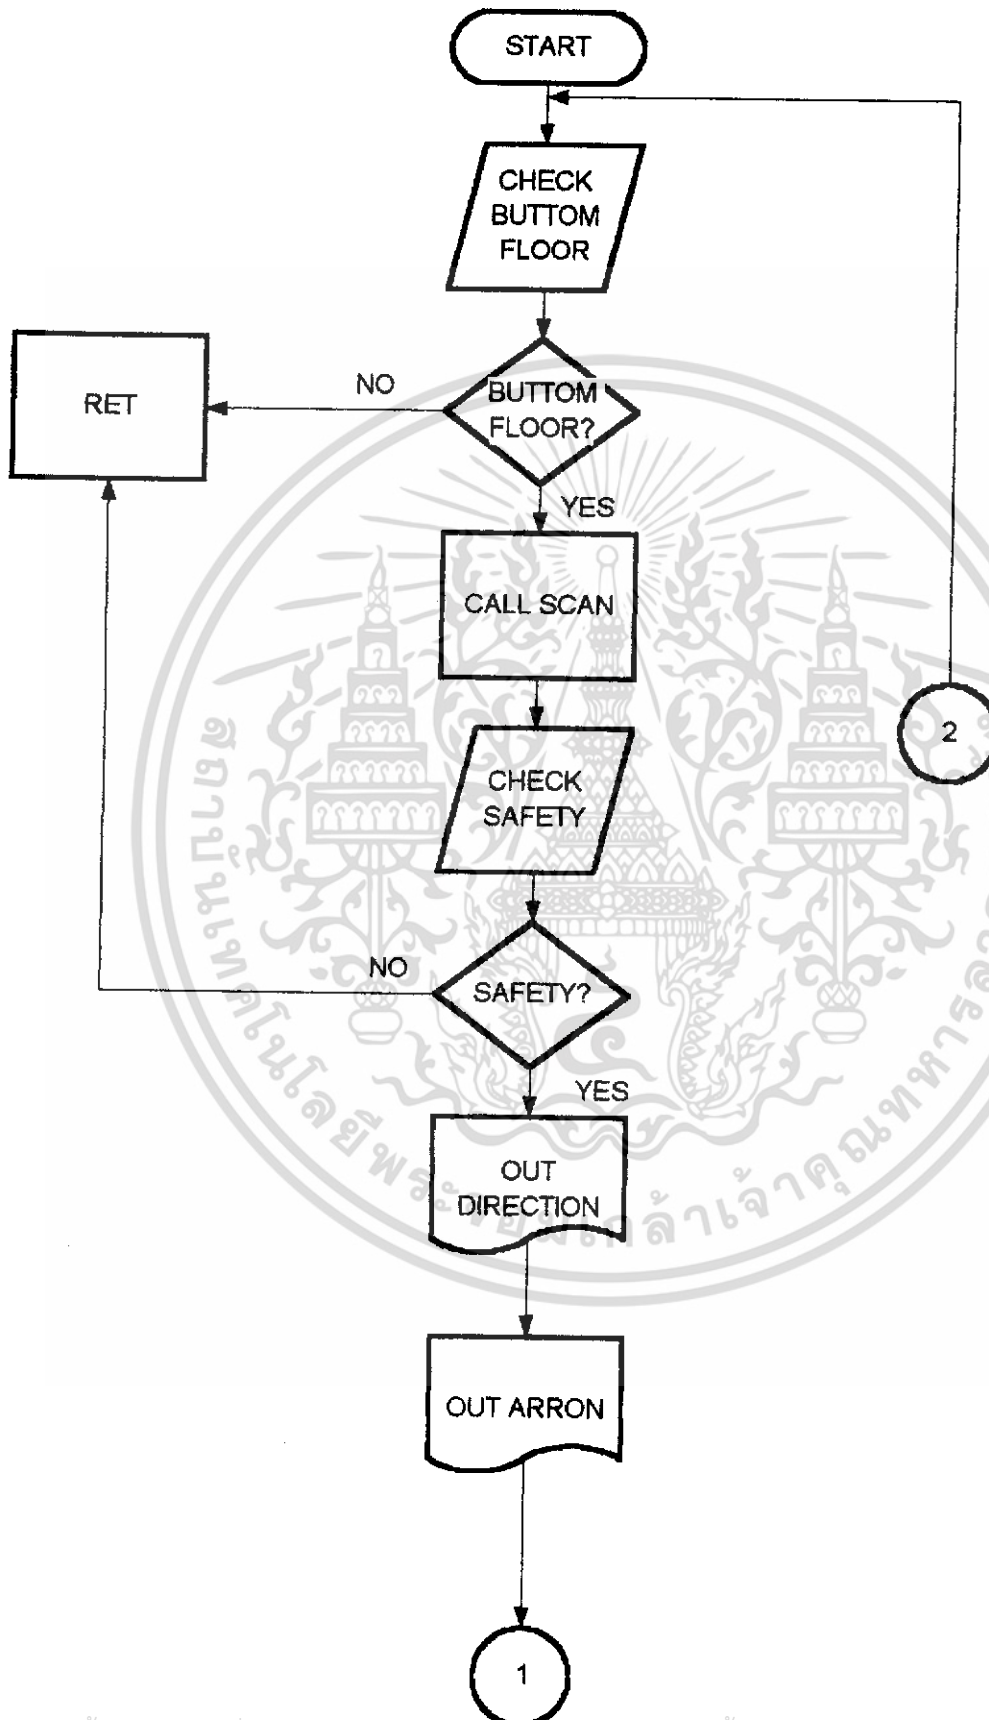 START
CHECK
BUTTOM
FLOOR
BUTTOM
FLOOR?
NO
RET
YES
CALL SCAN
2
CHECK
SAFETY
SAFETY?
NO
YES
OUT
DIRECTION
OUT ARRON
1